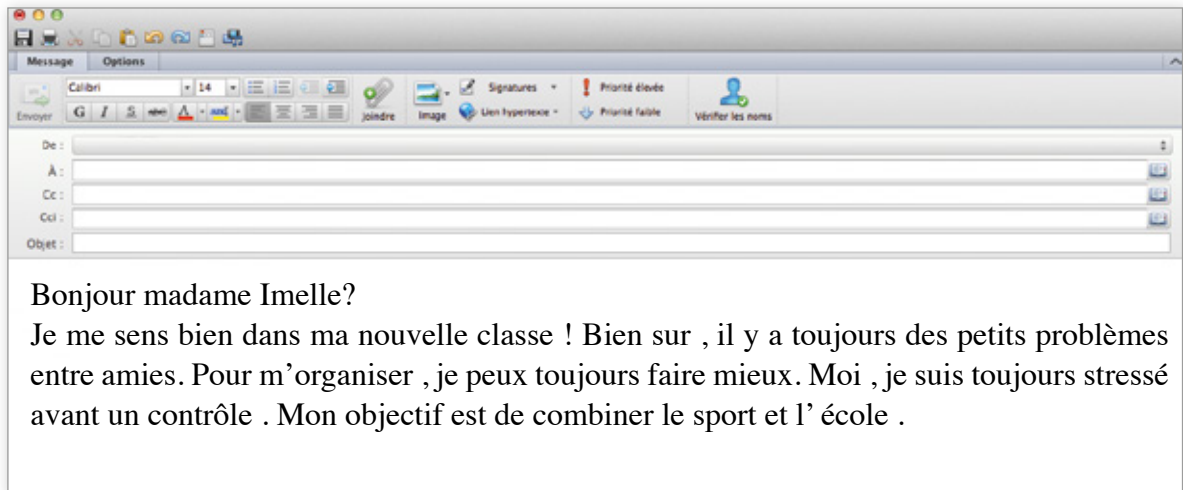 Message Options
Calibri 14 Signatures Priorité élevée
Envoyer G I S abc A joindre Image Lien hypertexte Priorité faible Vérifier les noms
De :
À :
Cc :
Cci :
Objet :
Bonjour madame Imelle?
Je me sens bien dans ma nouvelle classe ! Bien sur , il y a toujours des petits problèmes
entre amies. Pour m’organiser , je peux toujours faire mieux. Moi , je suis toujours stressé
avant un contrôle . Mon objectif est de combiner le sport et l’ école .